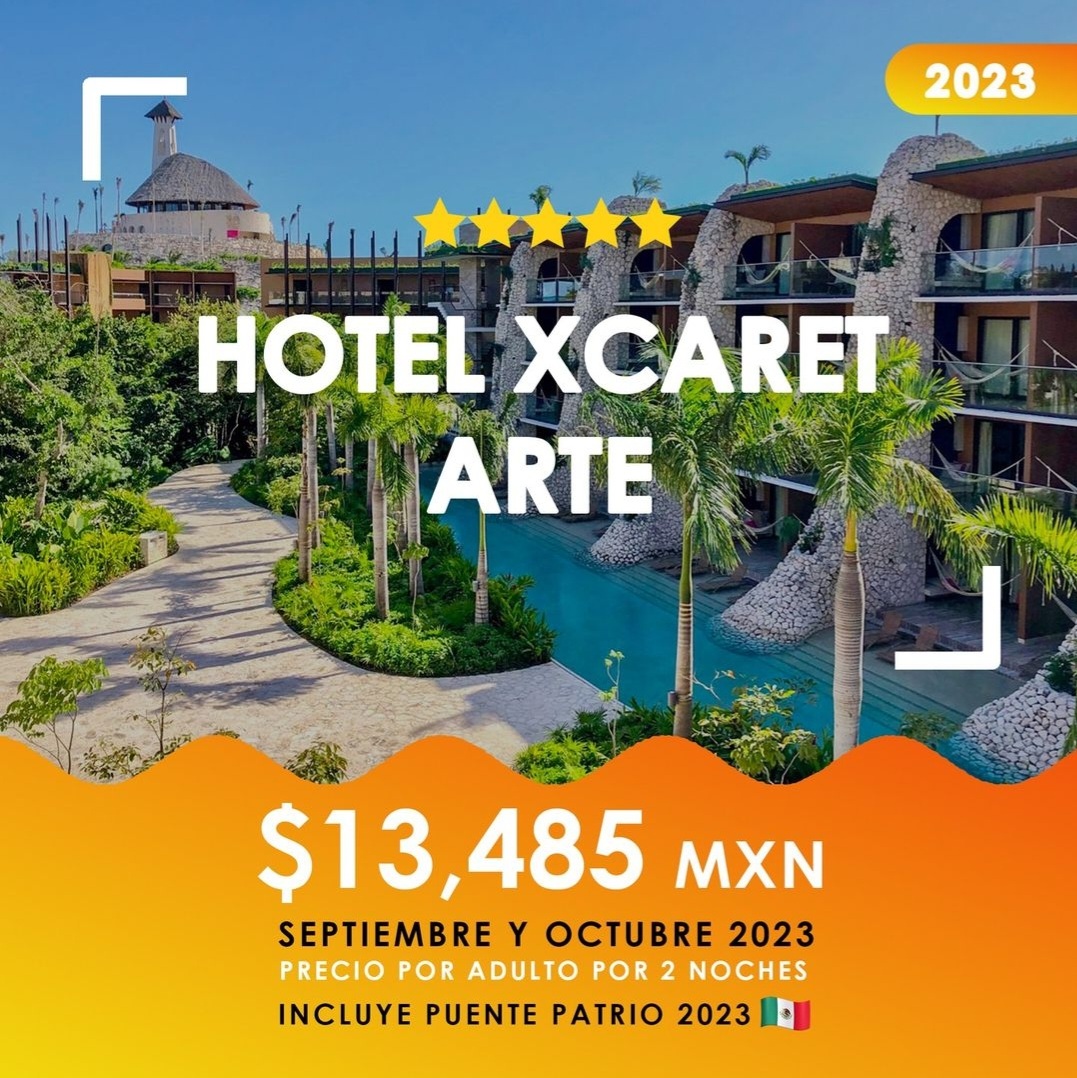 2023
HOTEL XCARET
ARTE
$13,485 MXN
SEPTIEMBRE Y OCTUBRE 2023
PRECIO POR ADULTO POR 2 NOCHES
INCLUYE PUENTE PATRIO 2023